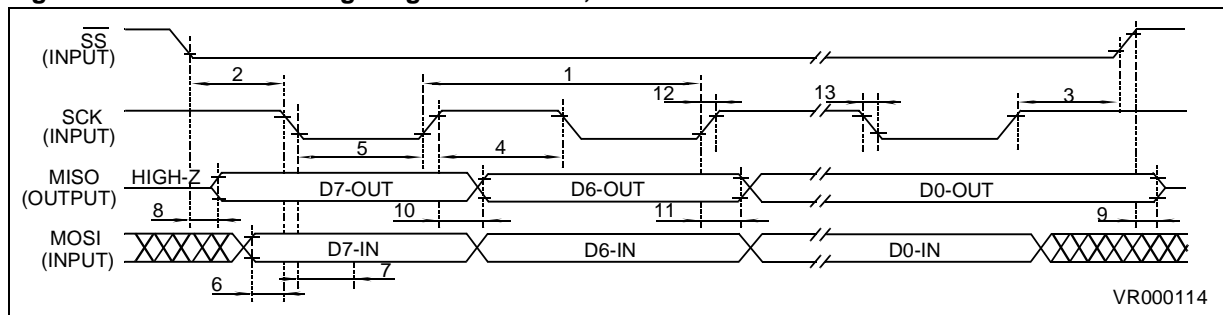 SS
(INPUT)
2
1
12
13
3
SCK
(INPUT)
5
4
MISO
(OUTPUT)
HIGH-Z
D7-OUT
D6-OUT
D0-OUT
8
10
11
9
MOSI
(INPUT)
D7-IN
D6-IN
D0-IN
7
6
VR000114